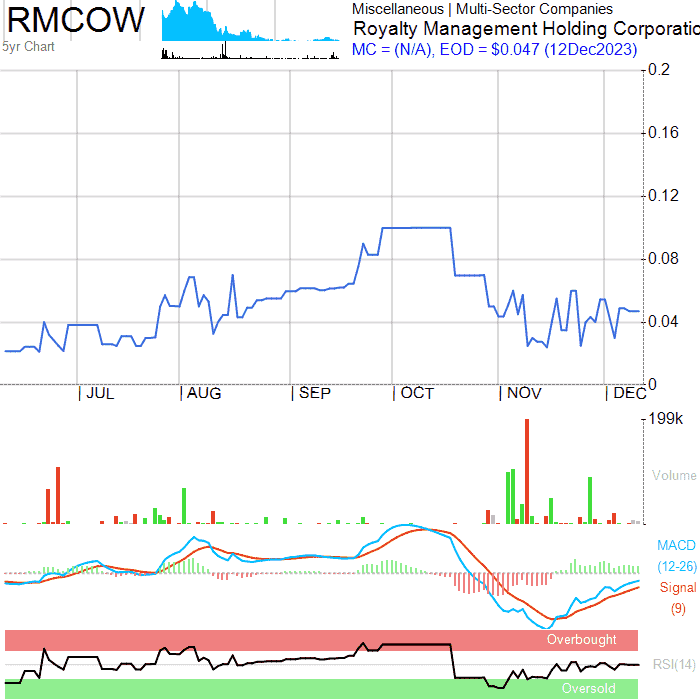 RMCOW
5yr Chart
Miscellaneous | Multi-Sector Companies
Royalty Management Holding Corporatio
MC = (N/A), EOD = $0.047 (12Dec2023)
0.2
0.16
0.12
0.08
0.04
0
| JUL | AUG | SEP | OCT | NOV | DEC
199k
Volume
MACD
(12-26)
Signal
(9)
Overbought
RSI(14)
Oversold